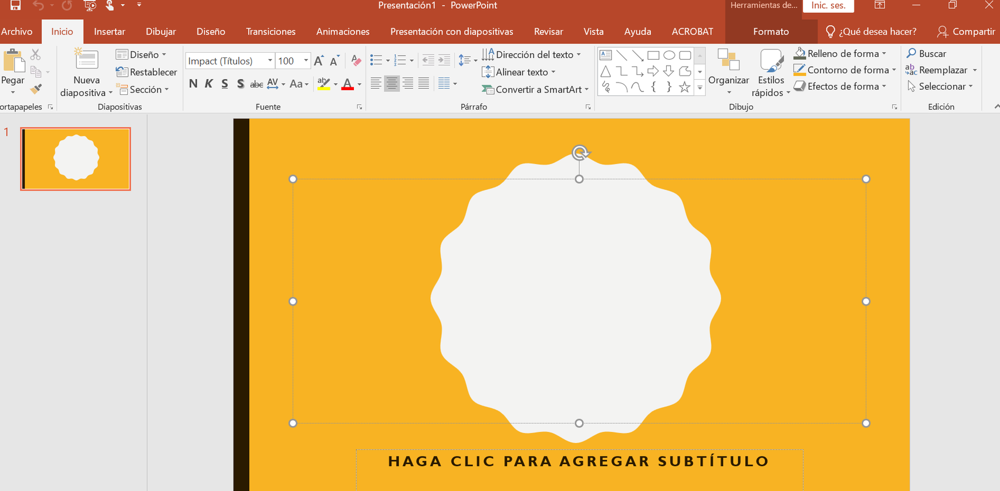 Presentación1 - PowerPoint
Herramientas de...
Inic. ses.
Archivo Inicio Insertar Dibujar Diseño Transiciones Animaciones Presentación con diapositivas Revisar Vista Ayuda ACROBAT Formato ¿Qué desea hacer? Compartir
Pegar
ortapapeles
Nueva
diapositiva
Diseño
Restablecer
Sección
Diapositivas
Impact (Títulos) 100
N K S S abc AV Aa ab A
Fuente
Dirección del texto
Alinear texto
Convertir a SmartArt
Párrafo
Organizar
Estilos
rápidos
Relleno de forma
Contorno de forma
Efectos de forma
Dibujo
Buscar
Reemplazar
Seleccionar
Edición
1
HAGA CLIC PARA AGREGAR SUBTÍTULO